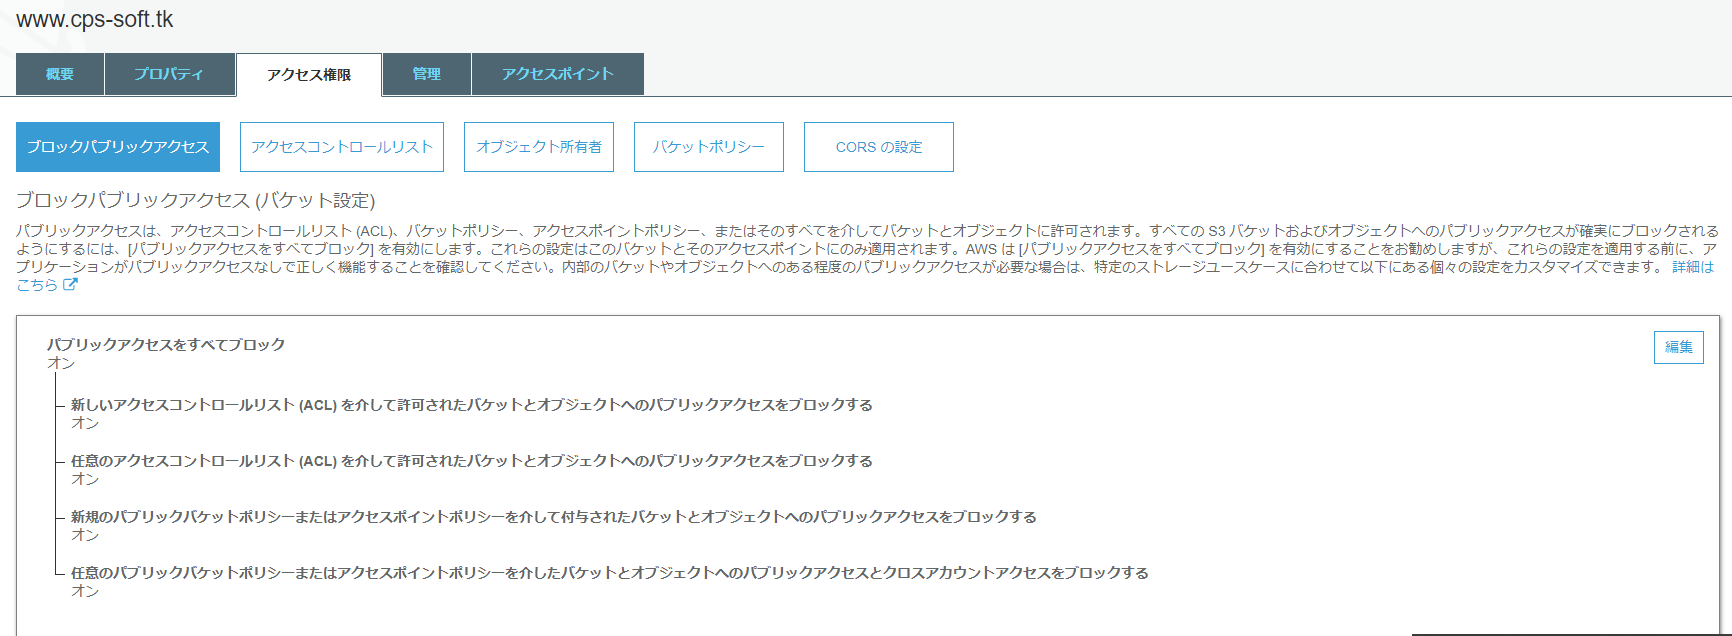 www.cps-soft.tk
概要 プロパティ アクセス権限 管理 アクセスポイント
ブロックパブリックアクセス アクセスコントロールリスト オブジェクト所有者 バケットポリシー CORS の設定
ブロックパブリックアクセス (バケット設定)
パブリックアクセスは、アクセスコントロールリスト (ACL)、バケットポリシー、アクセスポイントポリシー、またはそのすべてを介してバケットとオブジェクトに許可されます。すべての S3 バケットおよびオブジェクトへのパブリックアクセスが確実にブロックされる
ようにするには、[パブリックアクセスをすべてブロック] を有効にします。これらの設定はこのバケットとそのアクセスポイントにのみ適用されます。AWS は [パブリックアクセスをすべてブロック] を有効にすることをお勧めしますが、これらの設定を適用する前に、ア
プリケーションがパブリックアクセスなしで正しく機能することを確認してください。内部のバケットやオブジェクトへのある程度のパブリックアクセスが必要な場合は、特定のストレージユースケースに合わせて以下にある個々の設定をカスタマイズできます。 詳細は
こちら
パブリックアクセスをすべてブロック
編集
オン
新しいアクセスコントロールリスト (ACL) を介して許可されたバケットとオブジェクトへのパブリックアクセスをブロックする
オン
任意のアクセスコントロールリスト (ACL) を介して許可されたバケットとオブジェクトへのパブリックアクセスをブロックする
オン
新規のパブリックバケットポリシーまたはアクセスポイントポリシーを介して付与されたバケットとオブジェクトへのパブリックアクセスをブロックする
オン
任意のパブリックバケットポリシーまたはアクセスポイントポリシーを介したバケットとオブジェクトへのパブリックアクセスとクロスアカウントアクセスをブロックする
オン